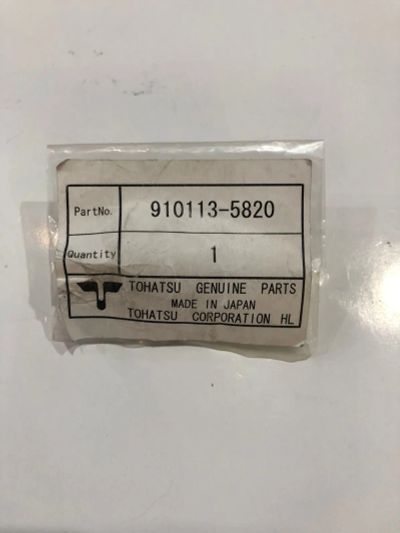 PartNo. 910113-5820
Quantity 1
TOHATSU GENUINE PARTS
MADE IN JAPAN
TOHATSU CORPORATION HL